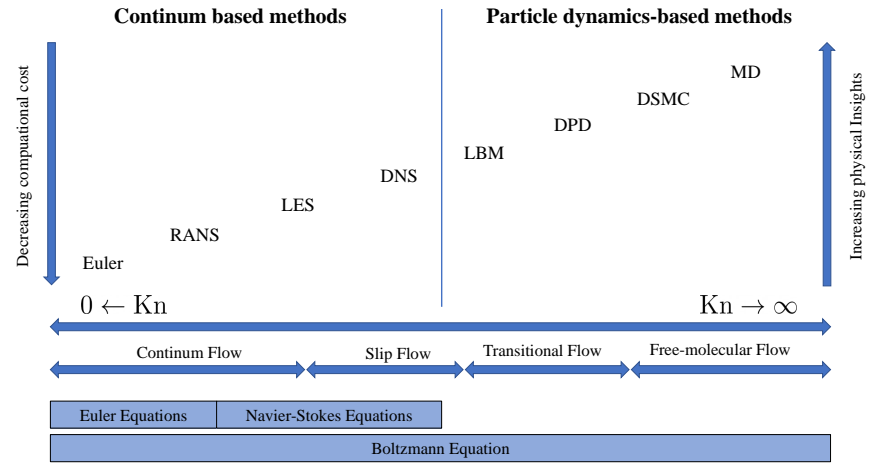 Continum based methods
Particle dynamics-based methods
Decreasing compuational cost
Increasing physical Insights
MD
DSMC
DPD
LBM
DNS
LES
RANS
Euler
0 ← Kn
Kn → ∞
Continum Flow
Slip Flow
Transitional Flow
Free-molecular Flow
Euler Equations
Navier-Stokes Equations
Boltzmann Equation